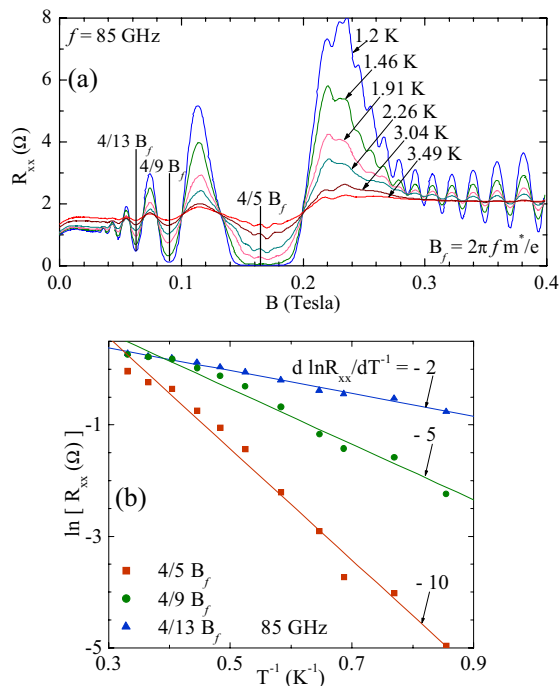 f = 85 GHz
(a)
1.2 K
1.46 K
1.91 K
2.26 K
3.04 K
3.49 K
4/13 B_f
4/9 B_f
4/5 B_f
B_f = 2π f m*/e
R_xx (Ω)
8
6
4
2
0
0.0 0.1 0.2 0.3 0.4
B (Tesla)
d lnR_xx/dT^-1 = - 2
- 5
- 10
(b)
ln [ R_xx (Ω) ]
-1
-3
-5
4/5 B_f
4/9 B_f
4/13 B_f 85 GHz
0.3 0.5 0.7 0.9
T^-1 (K^-1)